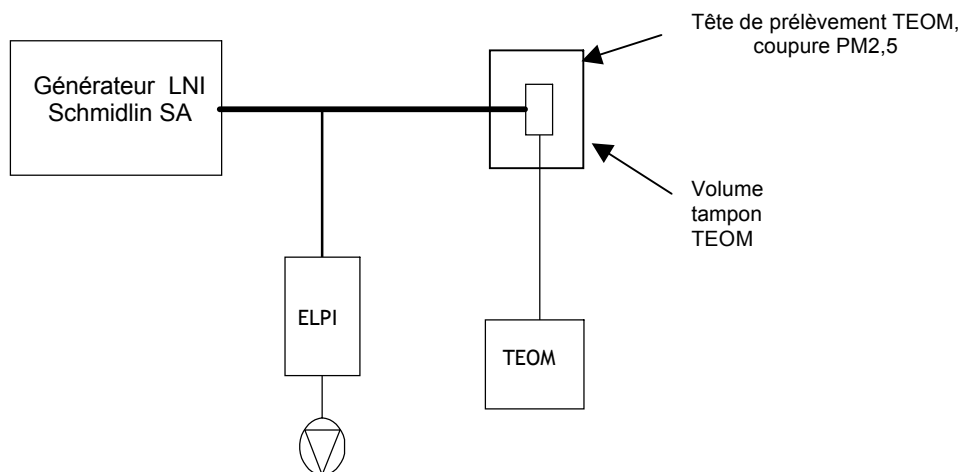 Tête de prélèvement TEOM,
coupure PM2,5
Générateur LNI
Schmidlin SA
Volume
tampon
TEOM
ELPI
TEOM